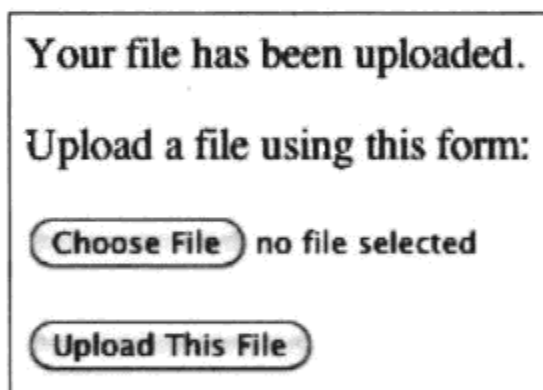 Your file has been uploaded.
Upload a file using this form:
Choose File no file selected
Upload This File